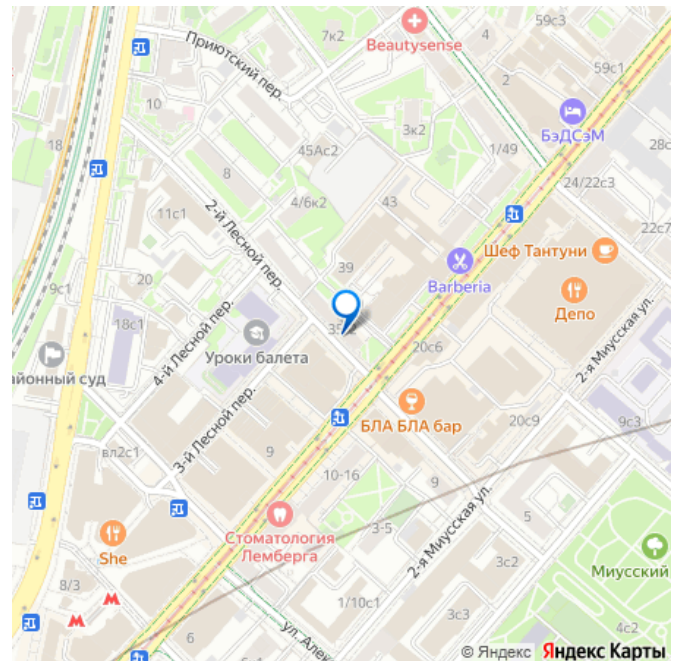 7к2
Beautysense
4
59с1
59с1
Приютский пер.
2
10
БэДСэМ
3к2
18
45Ас2
1/49
28с
8
24/22с3
2-й Лесной пер.
4/6к2
43
11с1
22с7
Шеф Тантуни
39
Barberia
20
9с1
Депо
18с1
Уроки балета
20с6
4-й Лесной пер.
2-я Миусская ул.
айонный суд
3-й Лесной пер.
БЛА БЛА бар
20с9
9с3
вл2с1
9
10-16
9
5
Стоматология
Лемберга
3-5
2-я Миусская ул.
She
Миусский
3с2
8/3
1/10с1
3с3
4с2
6
ул. Алек
© Яндекс Яндекс Карты